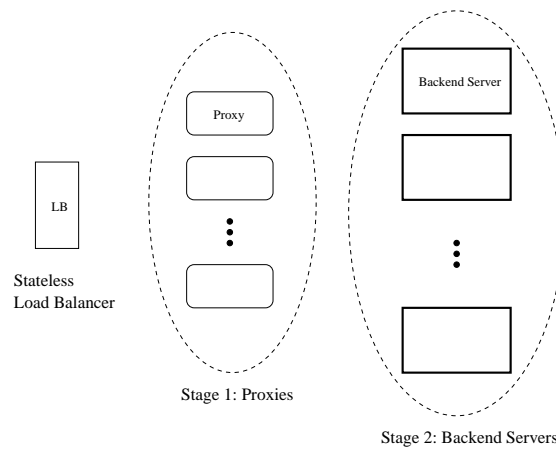 Backend Server
Proxy
LB
Stateless
Load Balancer
Stage 1: Proxies
Stage 2: Backend Servers